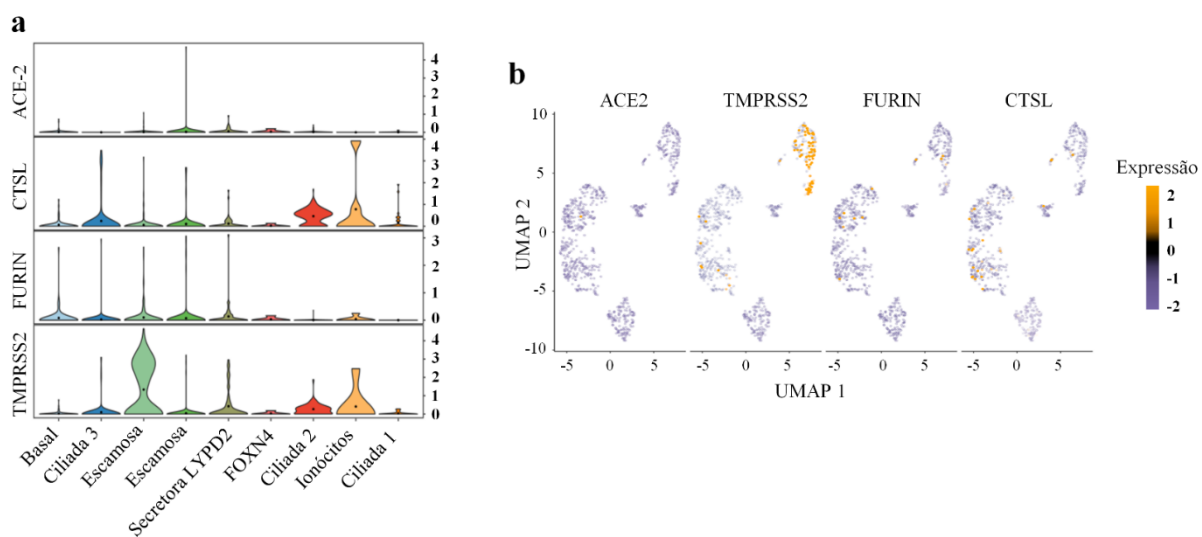 a
ACE-2
4
3
2
1
0
CTSL
4
3
2
1
0
FURIN
3
2
1
0
TMPRSS2
4
3
2
1
0
Basal
Ciliada 3
Escamosa
Escamosa
Secretora LYPD2
FOXN4
Ciliada 2
Ionócitos
Ciliada 1
b
ACE2 TMPRSS2 FURIN CTSL
10
5
0
-5
-10
UMAP 2
-5 0 5 -5 0 5 -5 0 5 -5 0 5
UMAP 1
Expressão
2
1
0
-1
-2